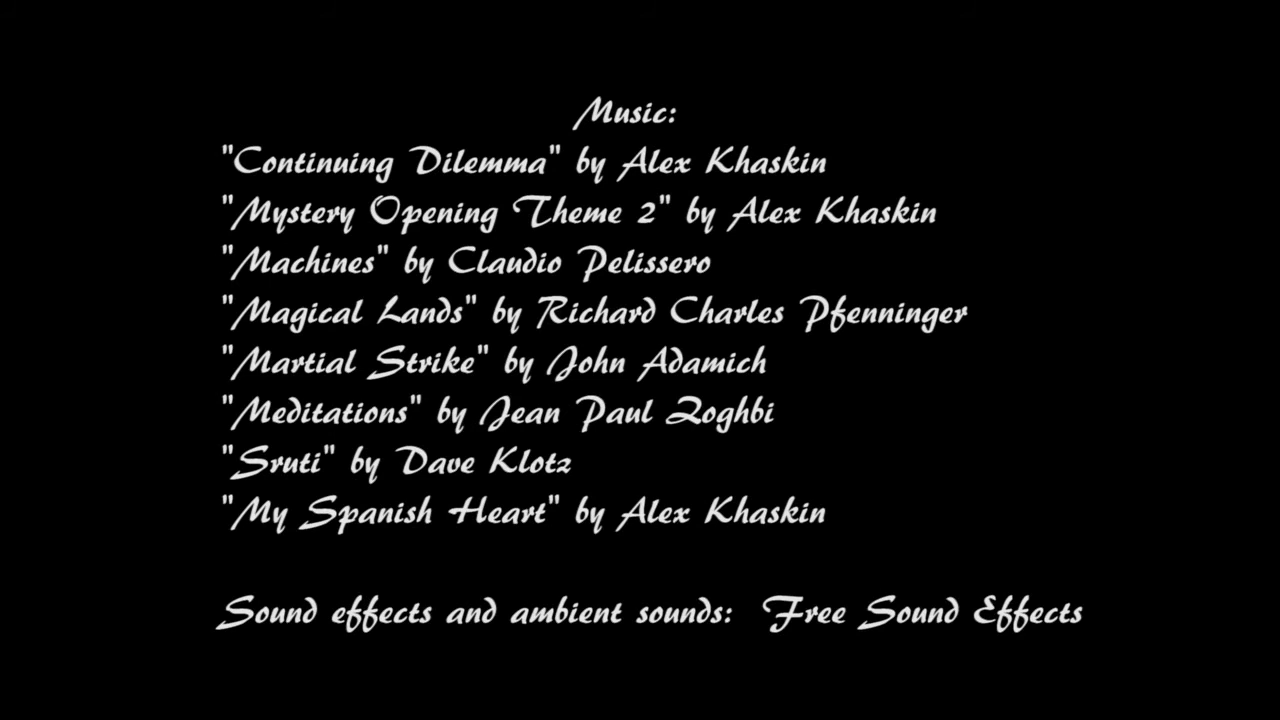 Music:
"Continuing Dilemma" by Alex Khaskin
"Mystery Opening Theme 2" by Alex Khaskin
"Machines" by Claudio Pelissero
"Magical Lands" by Richard Charles Pfenninger
"Martial Strike" by John Adamich
"Meditations" by Jean Paul Zoghbi
"Sruti" by Dave Klotz
"My Spanish Heart" by Alex Khaskin
Sound effects and ambient sounds: Free Sound Effects